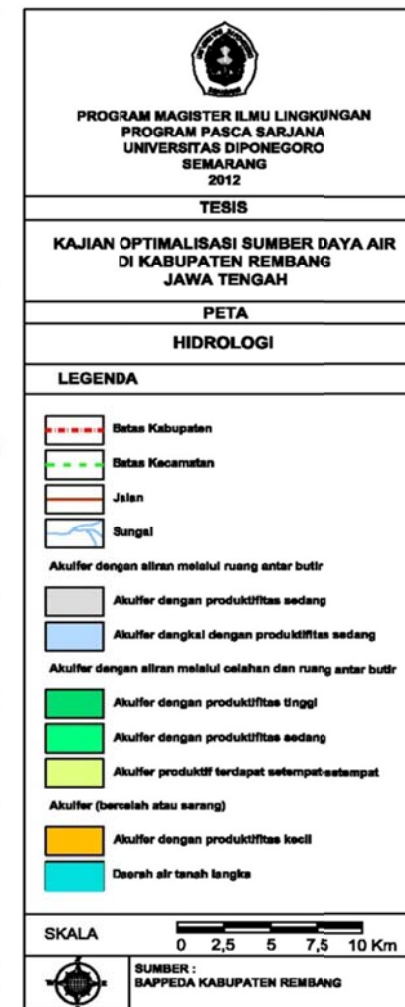 PROGRAM MAGISTER ILMU LINGKUNGAN
PROGRAM PASCA SARJANA
UNIVERSITAS DIPONEGORO
SEMARANG
2012
TESIS
KAJIAN OPTIMALISASI SUMBER DAYA AIR
DI KABUPATEN REMBANG
JAWA TENGAH
PETA
HIDROLOGI
LEGENDA
Batas Kabupaten
Batas Kecamatan
Jalan
Sungai
Akuifer dengan aliran melalui ruang antar butir
Akuifer dengan produktifitas sedang
Akuifer dangkal dengan produktifitas sedang
Akuifer dengan aliran melalui celahan dan ruang antar butir
Akuifer dengan produktifitas tinggi
Akuifer dengan produktifitas sedang
Akuifer produktif terdapat setempat-setempat
Akuifer (bercelah atau sarang)
Akuifer dengan produktifitas kecil
Daerah air tanah langka
SKALA
0 2,5 5 7,5 10 Km
SUMBER :
BAPPEDA KABUPATEN REMBANG